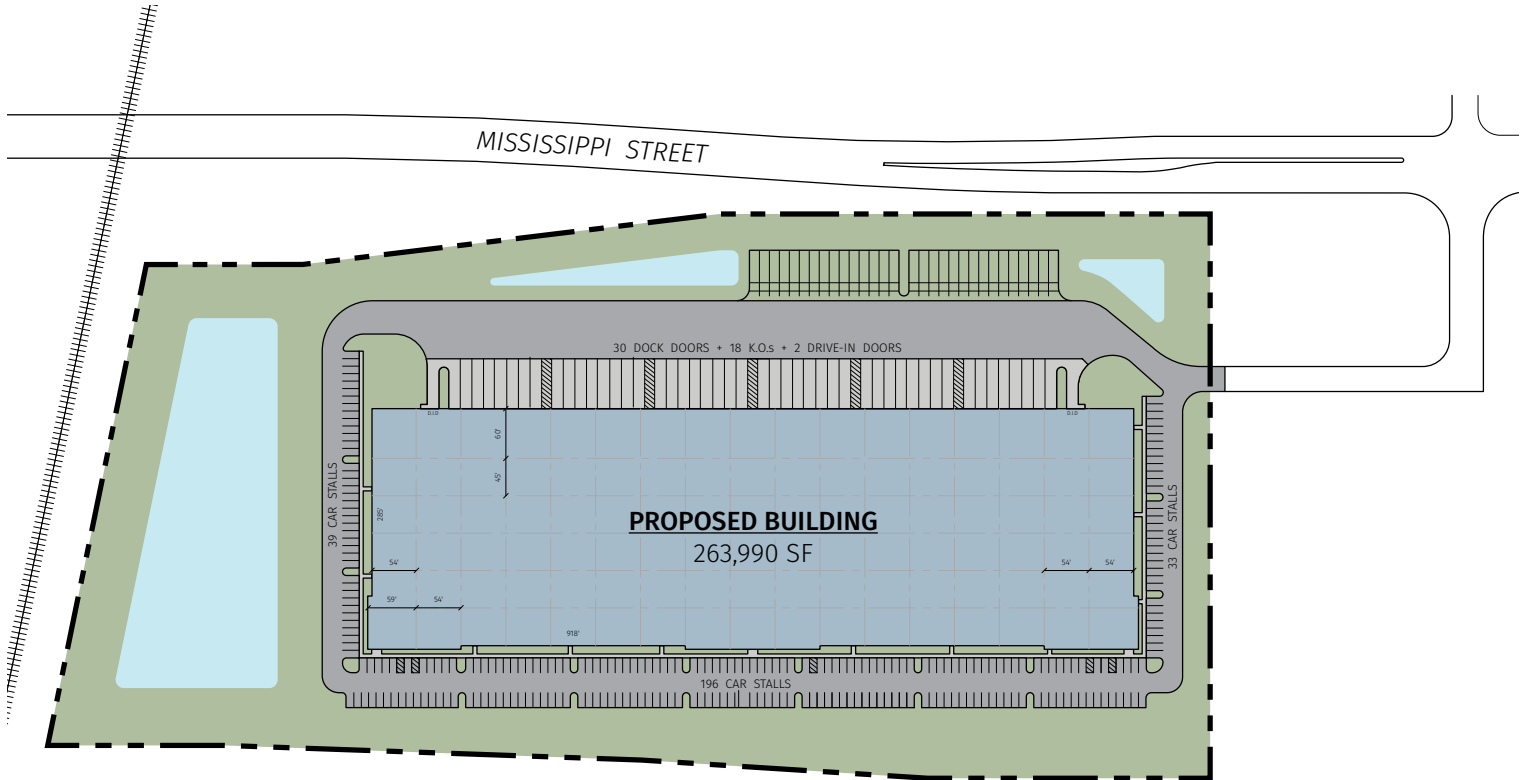 MISSISSIPPI STREET
30 DOCK DOORS + 18 K.O.s + 2 DRIVE-IN DOORS
D.I.D
D.I.D
60'
45'
285'
39 CAR STALLS
33 CAR STALLS
PROPOSED BUILDING
263,990 SF
54'
54'
54'
59'
54'
918'
196 CAR STALLS